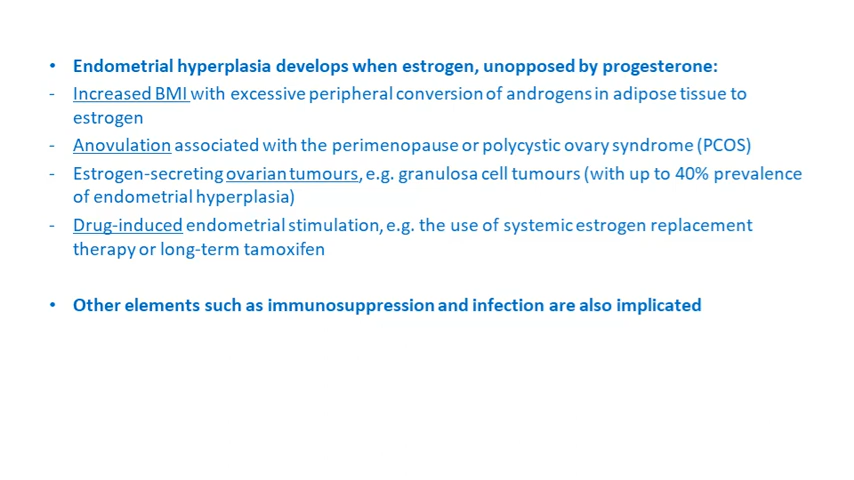 • Endometrial hyperplasia develops when estrogen, unopposed by progesterone:
- Increased BMI with excessive peripheral conversion of androgens in adipose tissue to
estrogen
- Anovulation associated with the perimenopause or polycystic ovary syndrome (PCOS)
- Estrogen-secreting ovarian tumours, e.g. granulosa cell tumours (with up to 40% prevalence
of endometrial hyperplasia)
- Drug-induced endometrial stimulation, e.g. the use of systemic estrogen replacement
therapy or long-term tamoxifen
• Other elements such as immunosuppression and infection are also implicated